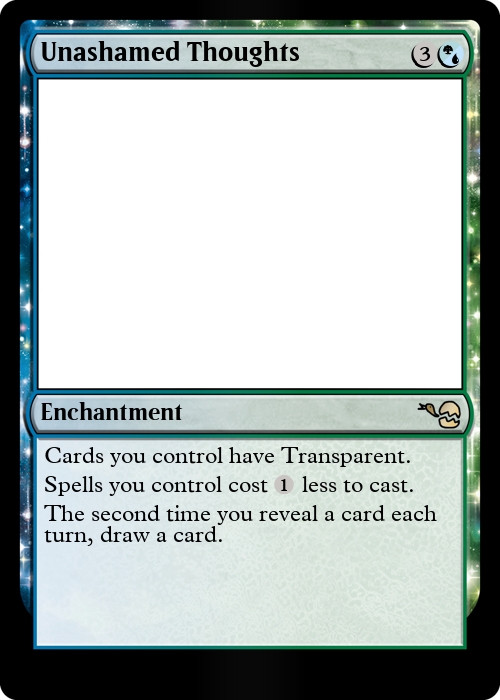 Unashamed Thoughts 3
Enchantment
Cards you control have Transparent.
Spells you control cost 1 less to cast.
The second time you reveal a card each
turn, draw a card.